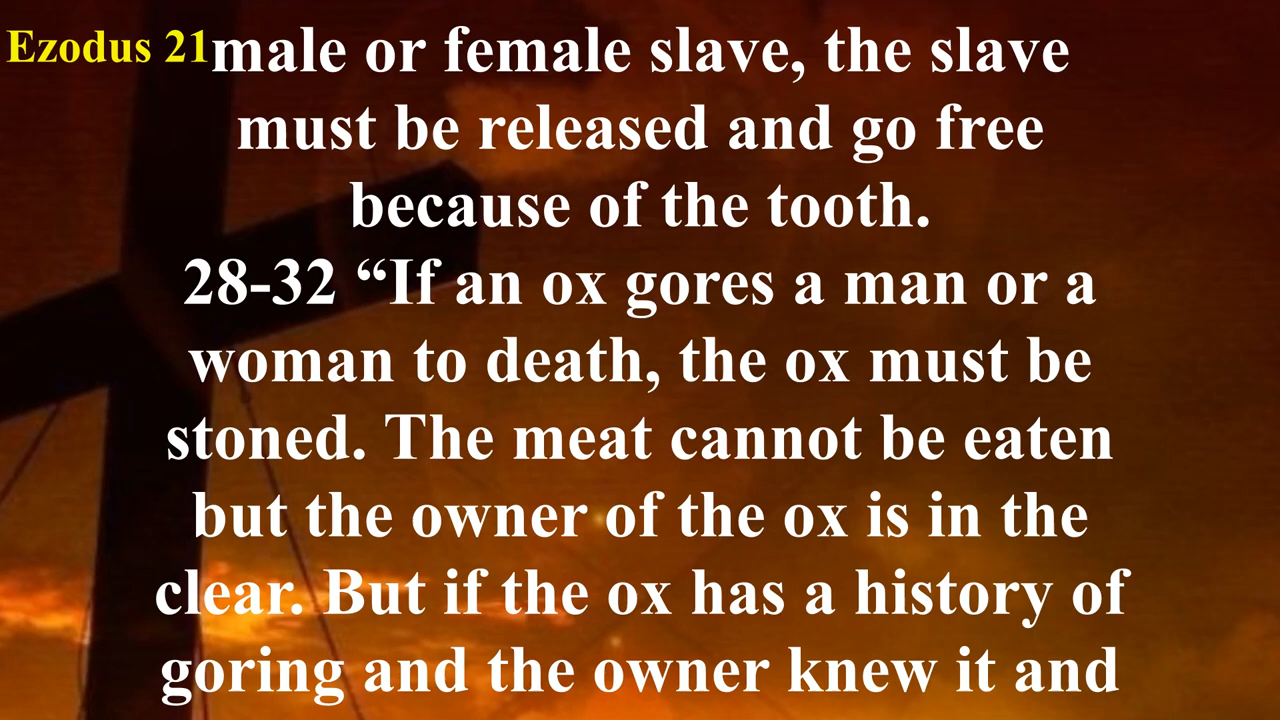 Ezodus 21
male or female slave, the slave
must be released and go free
because of the tooth.
28-32 “If an ox gores a man or a
woman to death, the ox must be
stoned. The meat cannot be eaten
but the owner of the ox is in the
clear. But if the ox has a history of
goring and the owner knew it and